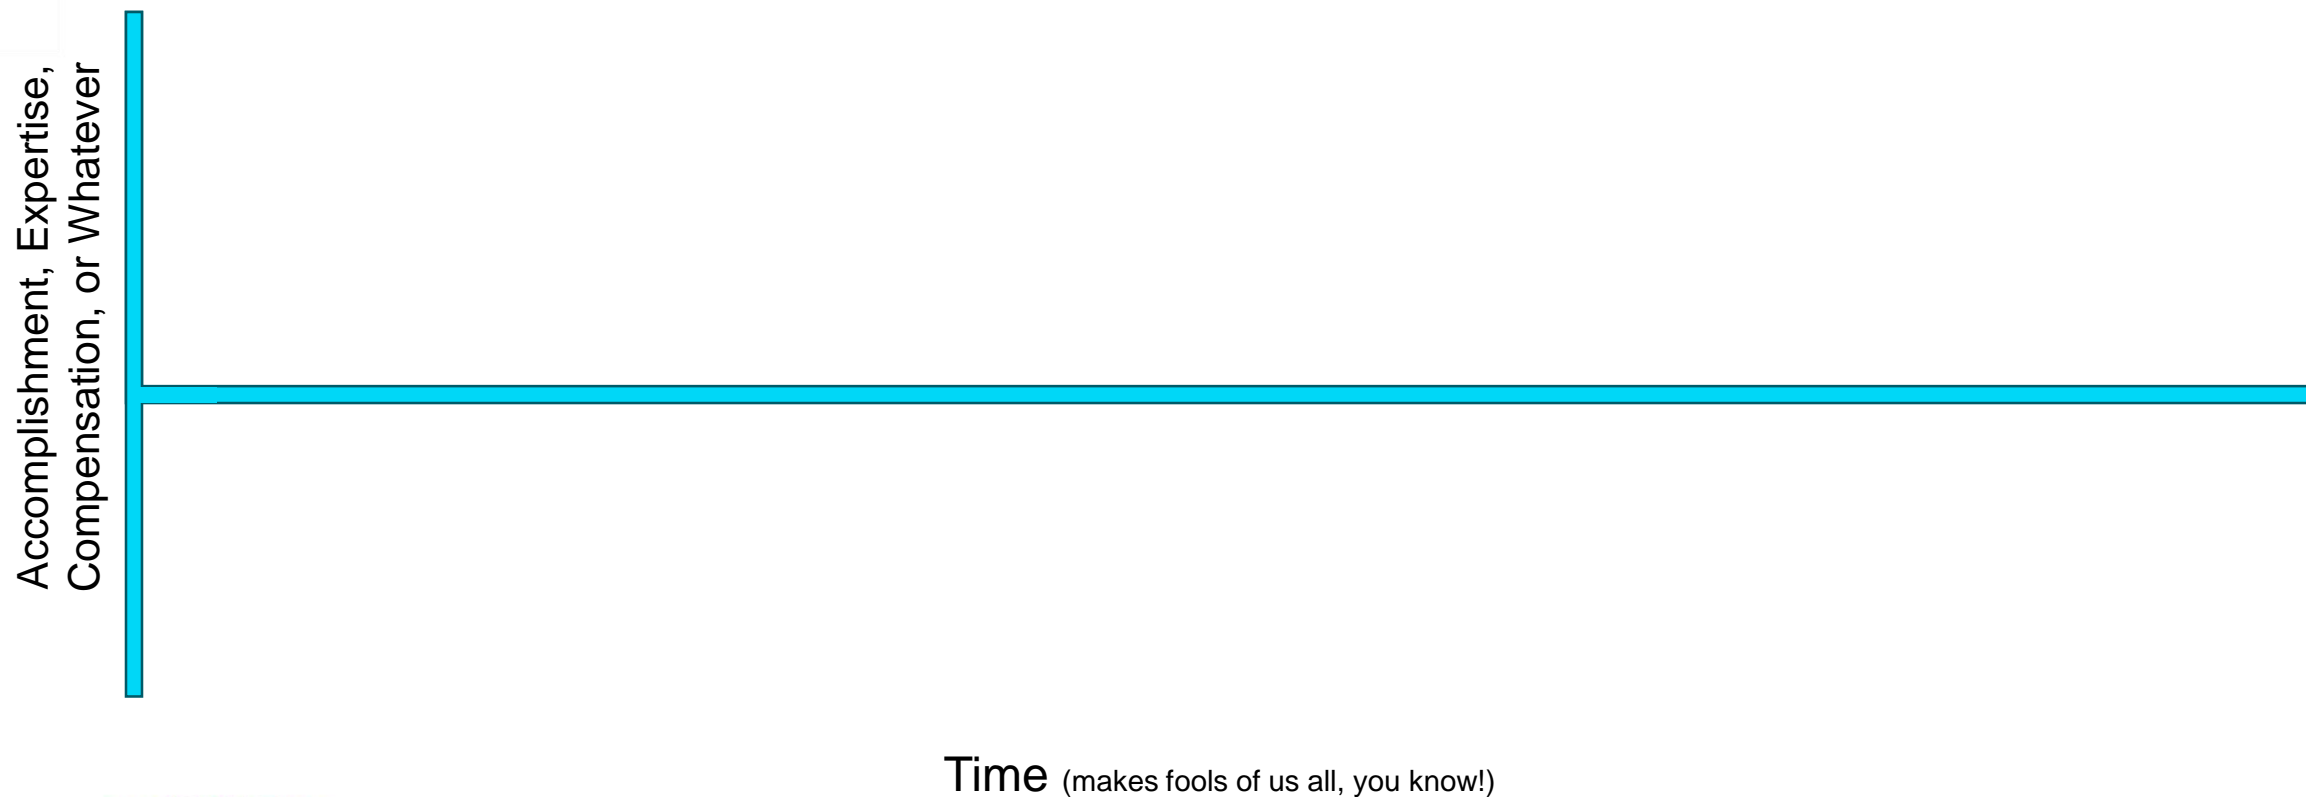 Accomplishment, Expertise,
Compensation, or Whatever
Time (makes fools of us all, you know!)